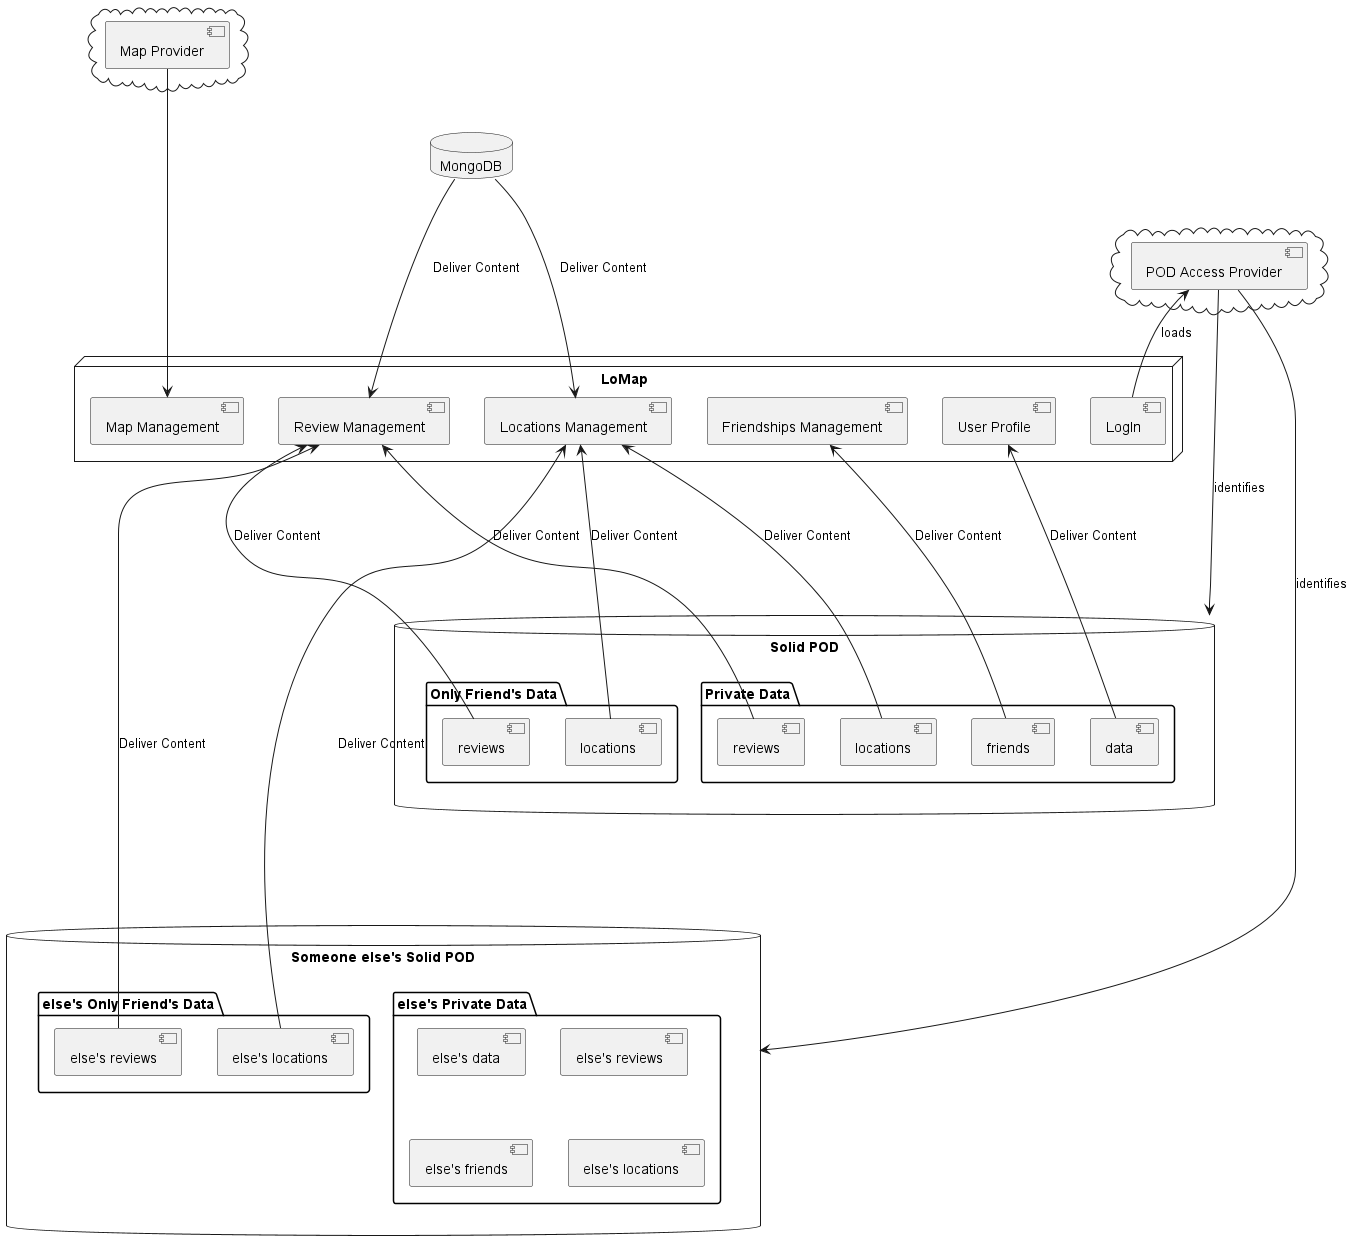 Map Provider
MongoDB
Deliver Content
Deliver Content
POD Access Provider
loads
LoMap
Map Management
Review Management
Locations Management
Friendships Management
User Profile
LogIn
identifies
Deliver Content
Deliver Content
Deliver Content
Deliver Content
Deliver Content
Deliver Content
identifies
Solid POD
Only Friend's Data
reviews
locations
Private Data
reviews
locations
friends
data
Deliver Content
Deliver Content
Someone else's Solid POD
else's Only Friend's Data
else's reviews
else's locations
else's Private Data
else's data
else's reviews
else's friends
else's locations